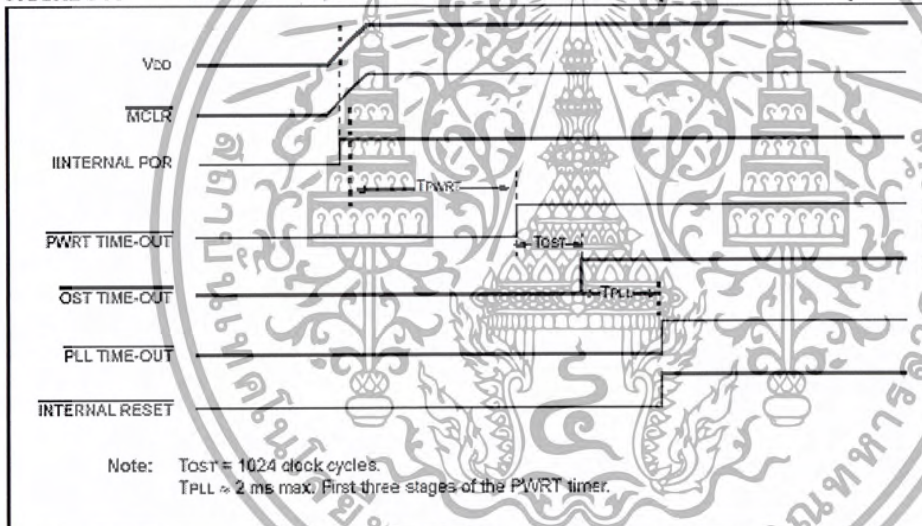 VDD
MCLR
IINTERNAL POR
TPWRT
PWRT TIME-OUT
TOST
OST TIME-OUT
TPLL
PLL TIME-OUT
INTERNAL RESET
Note: TOST = 1024 clock cycles.
TPLL ≈ 2 ms max. First three stages of the PWRT timer.